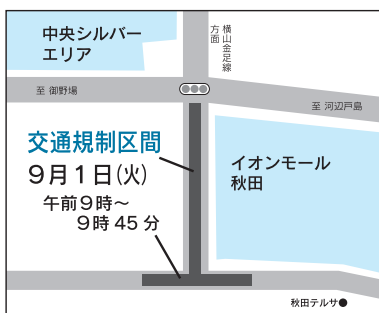 中央シルバー
エリア
横山金足線
方面
至 御野場
至 河辺戸島
交通規制区間
9月1日(火)
午前9時～
9時45分
イオンモール
秋田
秋田テルサ●